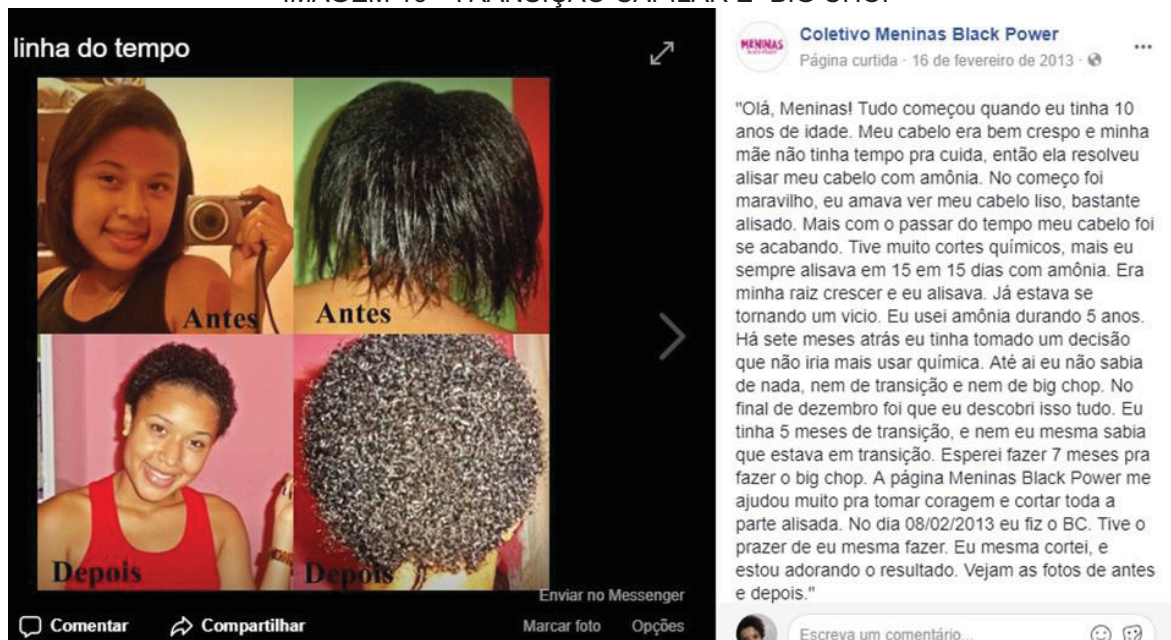 linha do tempo
Antes
Antes
Depois
Depois
Enviar no Messenger
Comentar
Compartilhar
Marcar foto
Opções
MENINAS
Coletivo Meninas Black Power
Página curtida · 16 de fevereiro de 2013 ·
"Olá, Meninas! Tudo começou quando eu tinha 10
anos de idade. Meu cabelo era bem crespo e minha
mãe não tinha tempo pra cuida, então ela resolveu
alisar meu cabelo com amônia. No começo foi
maravilho, eu amava ver meu cabelo liso, bastante
alisado. Mais com o passar do tempo meu cabelo foi
se acabando. Tive muito cortes químicos, mais eu
sempre alisava em 15 em 15 dias com amônia. Era
minha raiz crescer e eu alisava. Já estava se
tornando um vicio. Eu usei amônia durando 5 anos.
Há sete meses atrás eu tinha tomado um decisão
que não iria mais usar química. Até ai eu não sabia
de nada, nem de transição e nem de big chop. No
final de dezembro foi que eu descobri isso tudo. Eu
tinha 5 meses de transição, e nem eu mesma sabia
que estava em transição. Esperei fazer 7 meses pra
fazer o big chop. A página Meninas Black Power me
ajudou muito pra tomar coragem e cortar toda a
parte alisada. No dia 08/02/2013 eu fiz o BC. Tive o
prazer de eu mesma fazer. Eu mesma cortei, e
estou adorando o resultado. Vejam as fotos de antes
e depois."
Escreva um comentário...